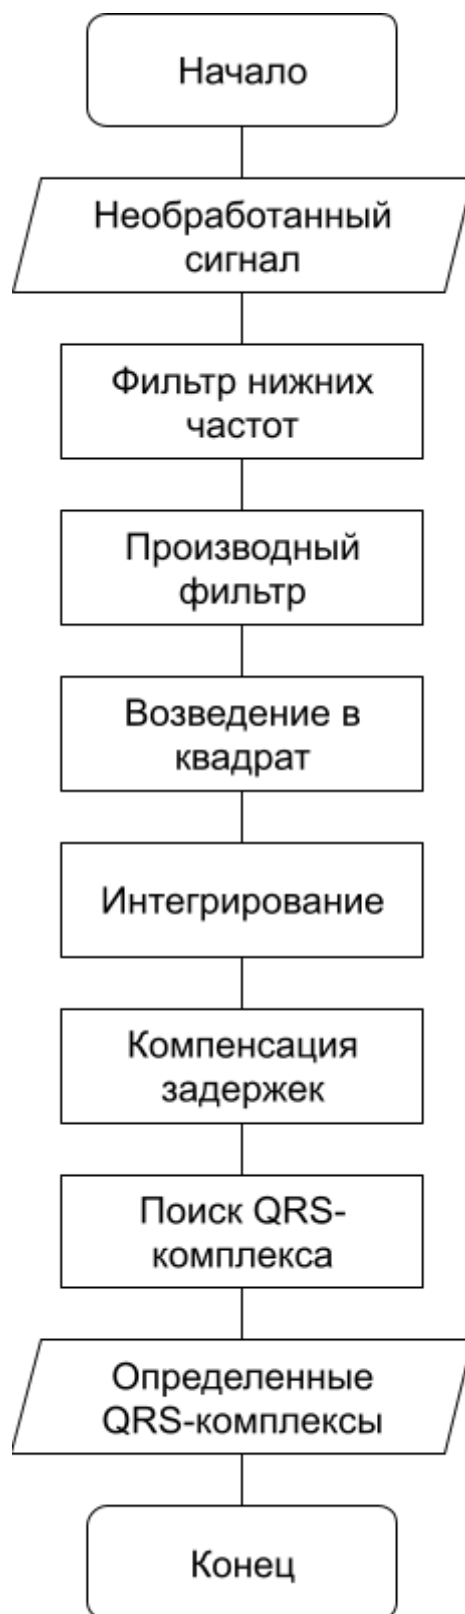 Начало
Необработанный
сигнал
Фильтр нижних
частот
Производный
фильтр
Возведение в
квадрат
Интегрирование
Компенсация
задержек
Поиск QRS-
комплекса
Определенные
QRS-комплексы
Конец